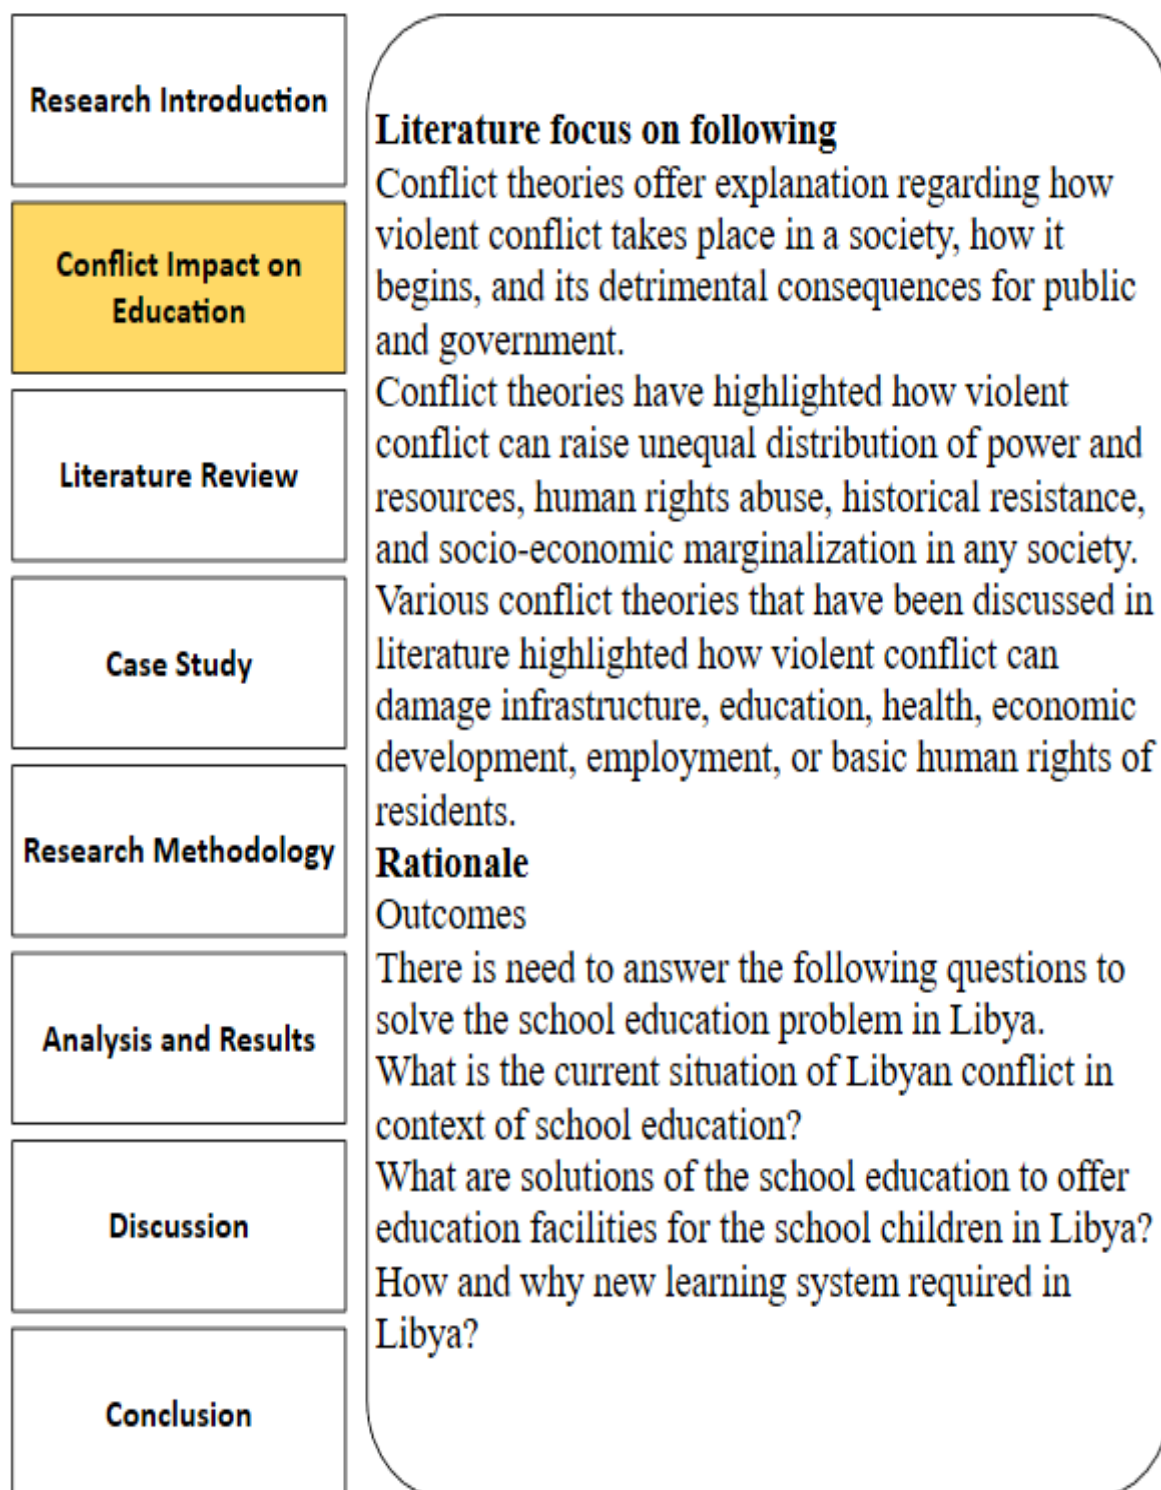 Research Introduction
Conflict Impact on
Education
Literature Review
Case Study
Research Methodology
Analysis and Results
Discussion
Conclusion
Literature focus on following
Conflict theories offer explanation regarding how
violent conflict takes place in a society, how it
begins, and its detrimental consequences for public
and government.
Conflict theories have highlighted how violent
conflict can raise unequal distribution of power and
resources, human rights abuse, historical resistance,
and socio-economic marginalization in any society.
Various conflict theories that have been discussed in
literature highlighted how violent conflict can
damage infrastructure, education, health, economic
development, employment, or basic human rights of
residents.
Rationale
Outcomes
There is need to answer the following questions to
solve the school education problem in Libya.
What is the current situation of Libyan conflict in
context of school education?
What are solutions of the school education to offer
education facilities for the school children in Libya?
How and why new learning system required in
Libya?